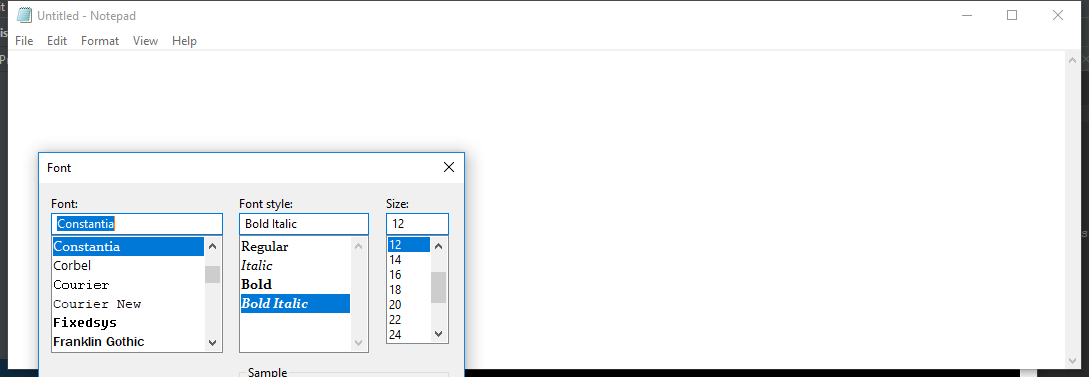 Untitled - Notepad
File Edit Format View Help
Font
Font: Font style: Size:
Constantia Bold Italic 12
Constantia Regular 12
Corbel Italic 14
Courier Bold 16
Courier New Bold Italic 18
Fixedsys 20
Franklin Gothic 22
24
Sample